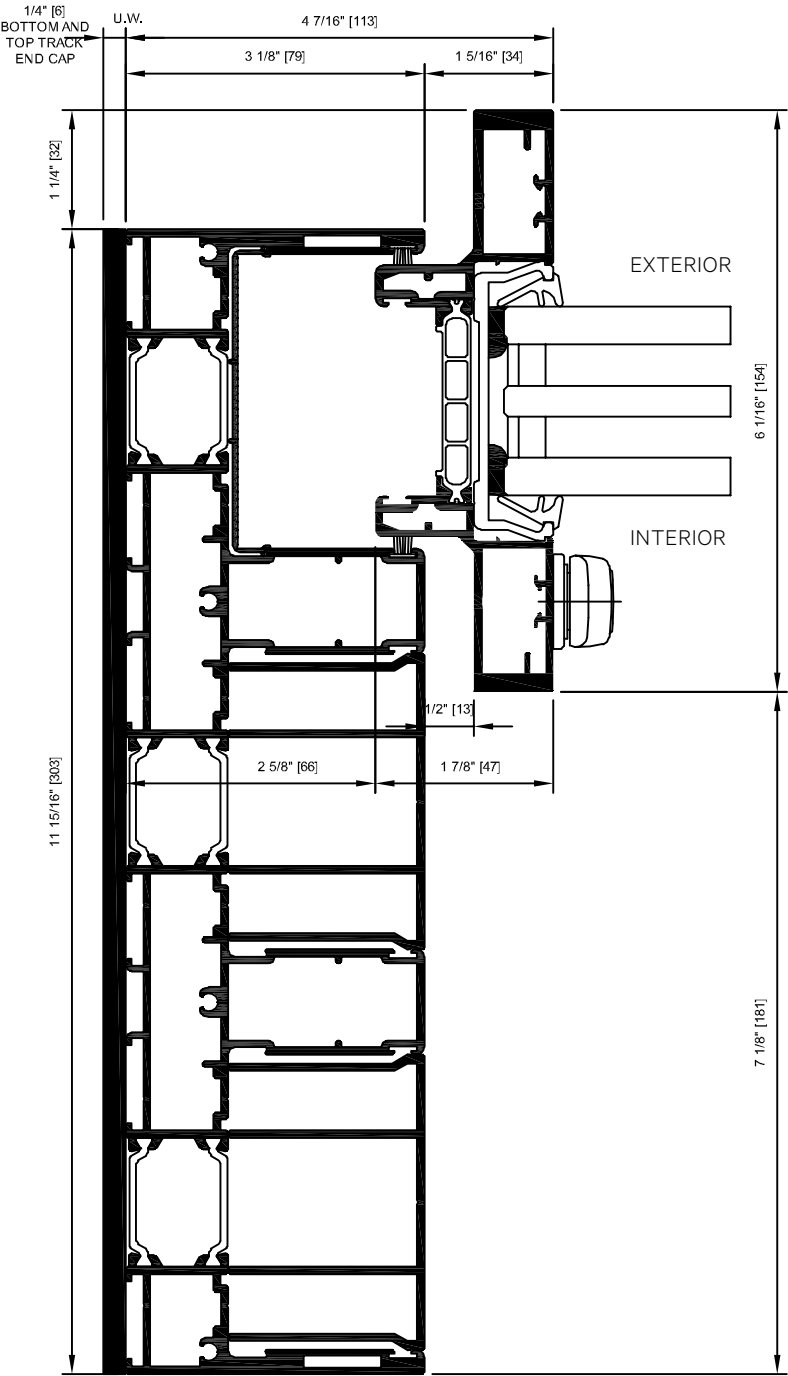 1/4" [6]
BOTTOM AND
TOP TRACK
END CAP
U.W.
4 7/16" [113]
3 1/8" [79]
1 5/16" [34]
1 1/4" [32]
EXTERIOR
6 1/16" [154]
INTERIOR
1/2" [13]
2 5/8" [66]
1 7/8" [47]
11 15/16" [303]
7 1/8" [181]